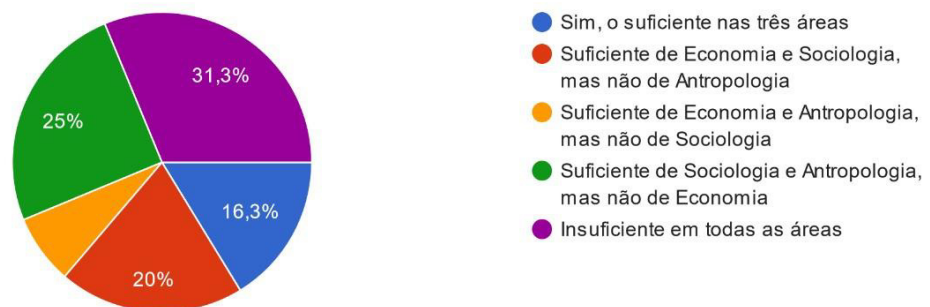 31,3%
25%
16,3%
20%
Sim, o suficiente nas três áreas
Suficiente de Economia e Sociologia,
mas não de Antropologia
Suficiente de Economia e Antropologia,
mas não de Sociologia
Suficiente de Sociologia e Antropologia,
mas não de Economia
Insuficiente em todas as áreas